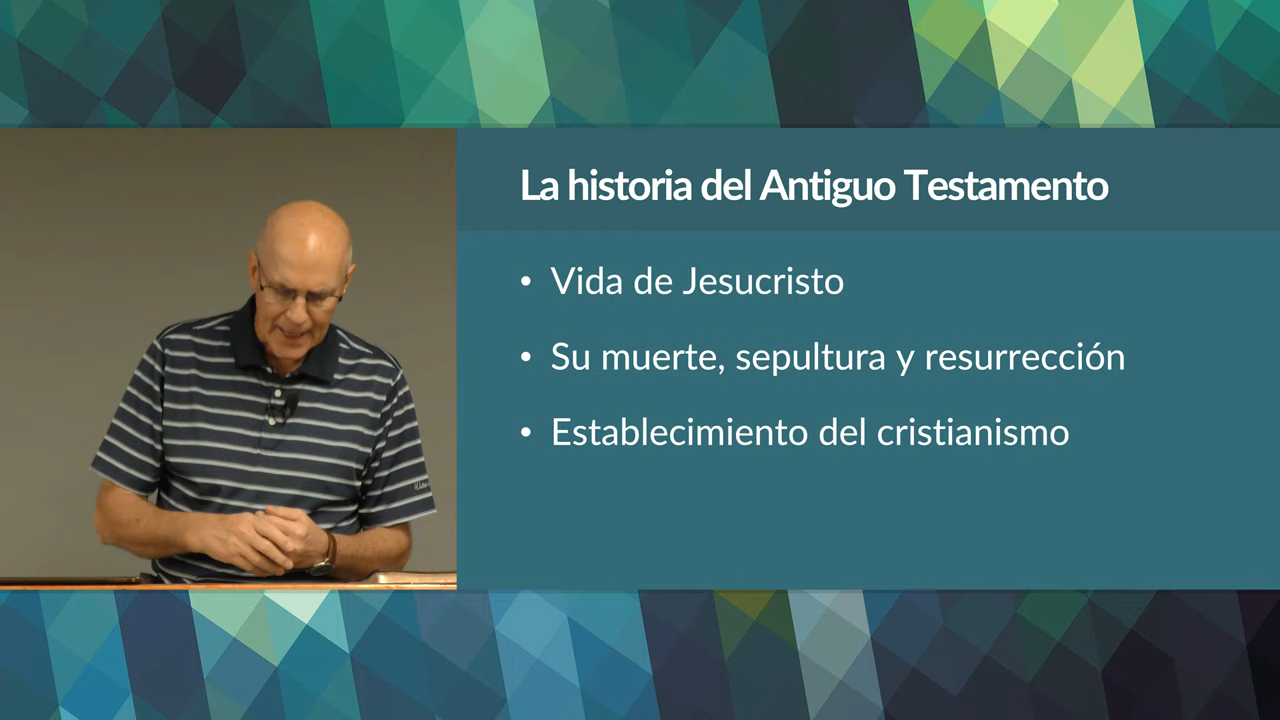 La historia del Antiguo Testamento
• Vida de Jesucristo
• Su muerte, sepultura y resurrección
• Establecimiento del cristianismo